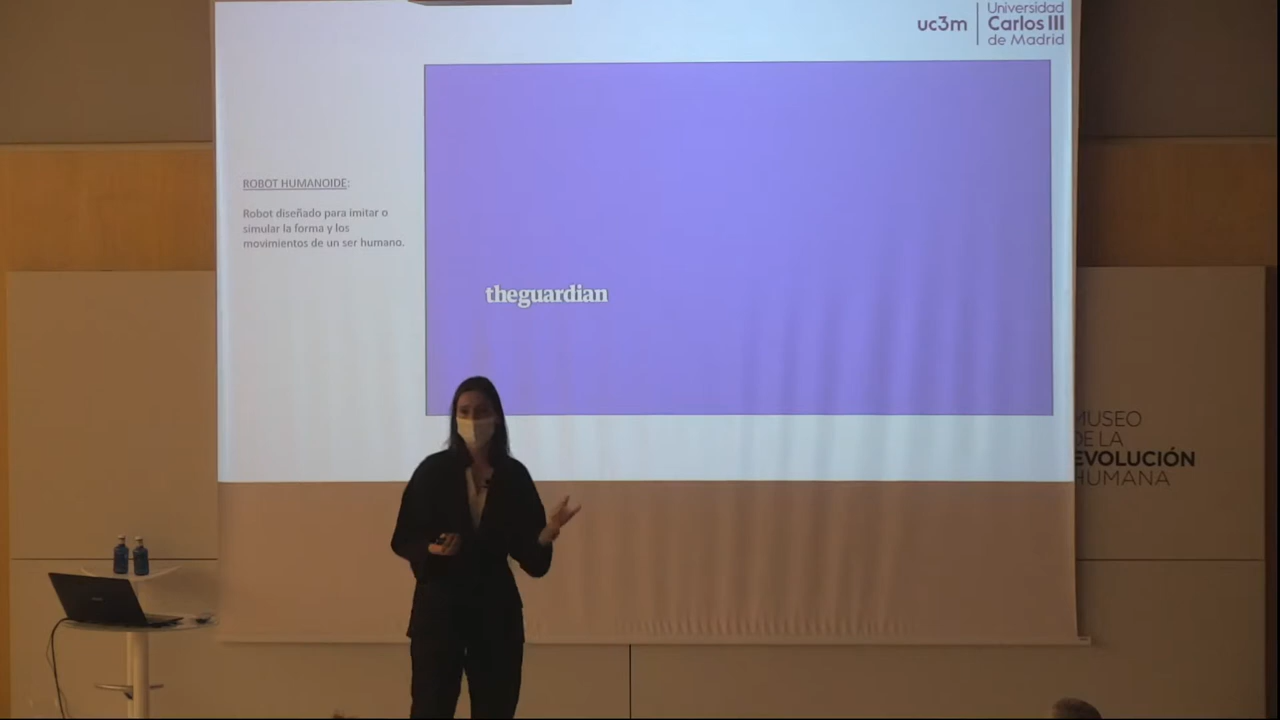 uc3m
Universidad
Carlos III
de Madrid
ROBOT HUMANOIDE:
Robot diseñado para imitar o
simular la forma y los
movimientos de un ser humano.
theguardian
MUSEO
DE LA
EVOLUCIÓN
HUMANA